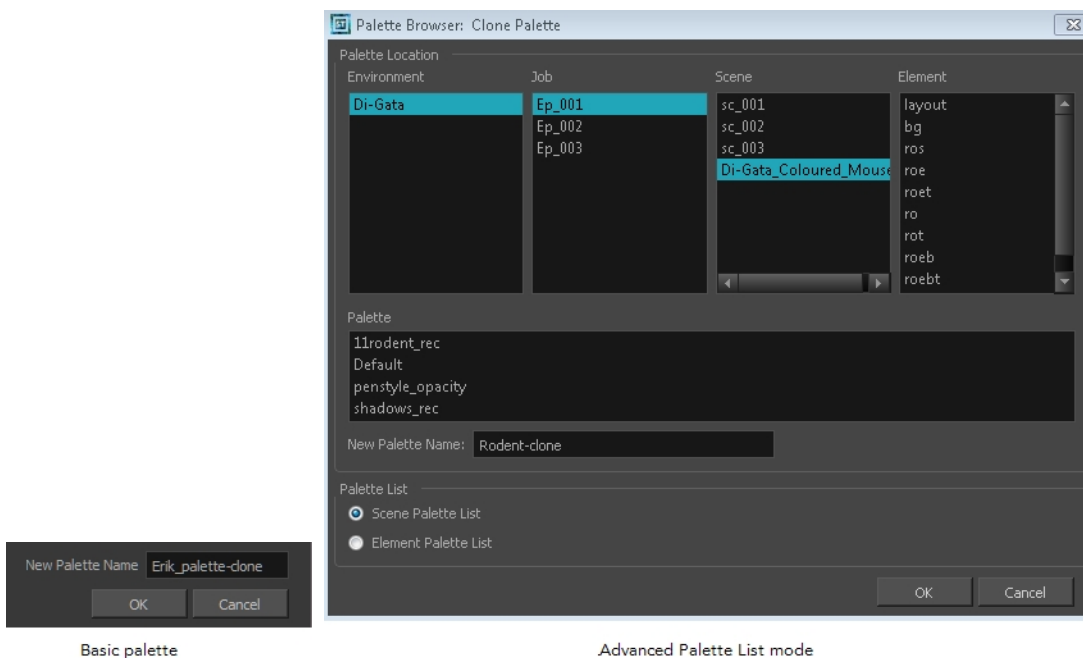 Palette Browser: Clone Palette
Palette Location
Environment
Job
Scene
Element
Di-Gata
Ep_001
Ep_002
Ep_003
sc_001
sc_002
sc_003
Di-Gata_Coloured_Mouse
layout
bg
ros
roe
roet
ro
rot
roeb
roebt
Palette
11rodent_rec
Default
penstyle_opacity
shadows_rec
New Palette Name: Rodent-clone
Palette List
Scene Palette List
Element Palette List
OK Cancel
New Palette Name Erik_palette-clone
OK Cancel
Basic palette
Advanced Palette List mode